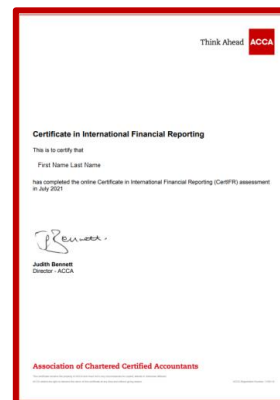 Think Ahead ACCA
Certificate in International Financial Reporting
This is to certify that
First Name Last Name
has completed the online Certificate in International Financial Reporting (CertIFR) assessment
in July 2021
Judith Bennett
Director - ACCA
Association of Chartered Certified Accountants